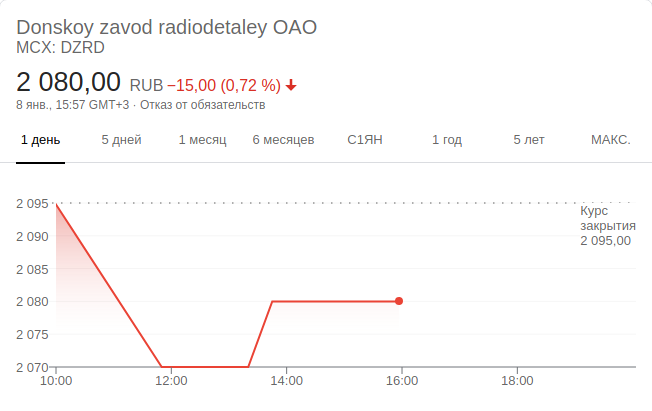 Donskoy zavod radiodetaley OAO
MCX: DZRD
2 080,00 RUB −15,00 (0,72 %)
8 янв., 15:57 GMT+3 · Отказ от обязательств
1 день 5 дней 1 месяц 6 месяцев С1ЯН 1 год 5 лет МАКС.
2 095
Курс
закрытия
2 095,00
2 090
2 085
2 080
2 075
2 070
10:00 12:00 14:00 16:00 18:00